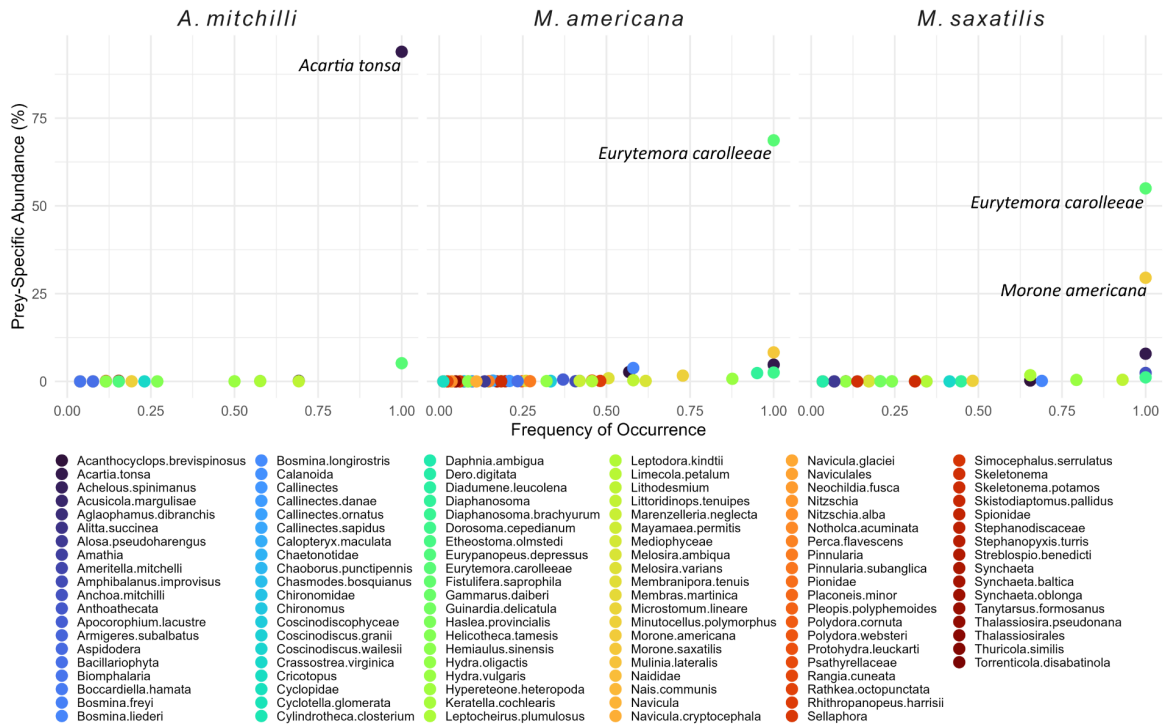 A. mitchilli
M. americana
M. saxatilis
Prey-Specific Abundance (%)
75
50
25
0
Acartia tonsa
Eurytemora carolleeae
Eurytemora carolleeae
Morone americana
0.00 0.25 0.50 0.75 1.00
0.00 0.25 0.50 0.75 1.00
0.00 0.25 0.50 0.75 1.00
Frequency of Occurrence
Acanthocyclops.brevispinosus
Acartia.tonsa
Achelous.spinimanus
Acusicola.margulisae
Aglaophamus.dibranchis
Alitta.succinea
Alosa.pseudoharengus
Amathia
Ameritella.mitchelli
Amphibalanus.improvisus
Anchoa.mitchilli
Anthoathecata
Apocorophium.lacustre
Armigeres.subalbatus
Aspidodera
Bacillariophyta
Biomphalaria
Boccardiella.hamata
Bosmina.freyi
Bosmina.liederi
Bosmina.longirostris
Calanoida
Callinectes
Callinectes.danae
Callinectes.ornatus
Callinectes.sapidus
Calopteryx.maculata
Chaetonotidae
Chaoborus.punctipennis
Chasmodes.bosquianus
Chironomidae
Chironomus
Coscinodiscophyceae
Coscinodiscus.granii
Coscinodiscus.wailesii
Crassostrea.virginica
Cricotopus
Cyclopidae
Cyclotella.glomerata
Cylindrotheca.closterium
Daphnia.ambigua
Dero.digitata
Diadumene.leucolena
Diaphanosoma
Diaphanosoma.brachyurum
Dorosoma.cepedianum
Etheostoma.olmstedi
Eurypanopeus.depressus
Eurytemora.carolleeae
Fistulifera.saprophila
Gammarus.daiberi
Guinardia.delicatula
Haslea.provincialis
Helicotheca.tamesis
Hemiaulus.sinensis
Hydra.oligactis
Hydra.vulgaris
Hypereteone.heteropoda
Keratella.cochlearis
Leptocheirus.plumulosus
Leptodora.kindtii
Limecola.petalum
Lithodesmium
Littoridinops.tenuipes
Marenzelleria.neglecta
Mayamaea.permitis
Mediophyceae
Melosira.ambiqua
Melosira.varians
Membranipora.tenuis
Membras.martinica
Microstomum.lineare
Minutocellus.polymorphus
Morone.americana
Morone.saxatilis
Mulinia.lateralis
Naididae
Nais.communis
Navicula
Navicula.cryptocephala
Navicula.glaciei
Naviculales
Neochildia.fusca
Nitzschia
Nitzschia.alba
Notholca.acuminata
Perca.flavescens
Pinnularia
Pinnularia.subanglica
Pionidae
Placoneis.minor
Pleopis.polyphemoides
Polydora.cornuta
Polydora.websteri
Protohydra.leuckarti
Psathyrellaceae
Rangia.cuneata
Rathkea.octopunctata
Rhithropanopeus.harrisii
Sellaphora
Simocephalus.serrulatus
Skeletonema
Skeletonema.potamos
Skistodiaptomus.pallidus
Spionidae
Stephanodiscaceae
Stephanopyxis.turris
Streblospio.benedicti
Synchaeta
Synchaeta.baltica
Synchaeta.oblonga
Tanytarsus.formosanus
Thalassiosira.pseudonana
Thalassiosirales
Thuricola.similis
Torrenticola.disabatinola